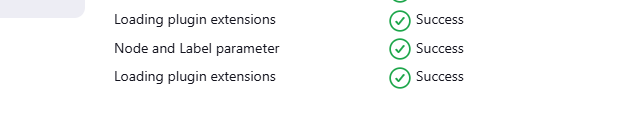 Loading plugin extensions Success
Node and Label parameter Success
Loading plugin extensions Success